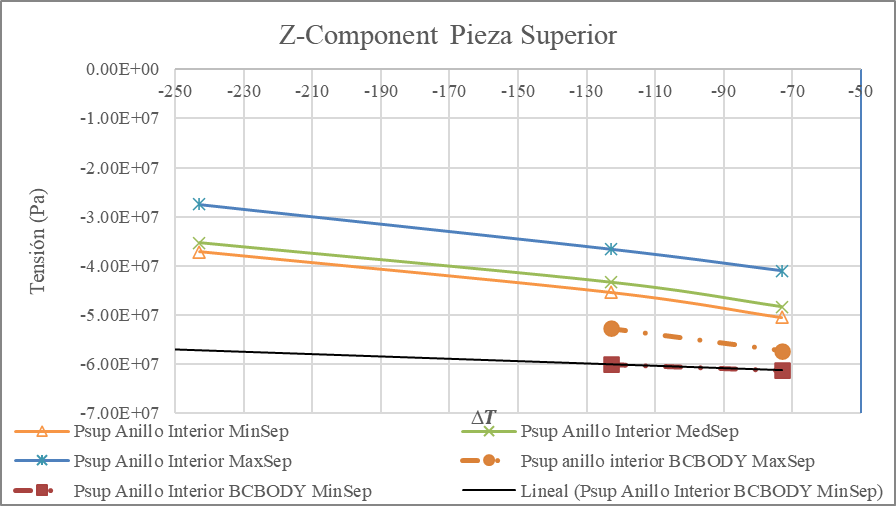 Z-Component Pieza Superior
0.00E+00
-250 -230 -210 -190 -170 -150 -130 -110 -90 -70 -50
-1.00E+07
-2.00E+07
-3.00E+07
-4.00E+07
-5.00E+07
-6.00E+07
-7.00E+07
Tensión (Pa)
ΔT
Psup Anillo Interior MinSep
Psup Anillo Interior MedSep
Psup Anillo Interior MaxSep
Psup anillo interior BCBODY MaxSep
Psup Anillo Interior BCBODY MinSep
Lineal (Psup Anillo Interior BCBODY MinSep)